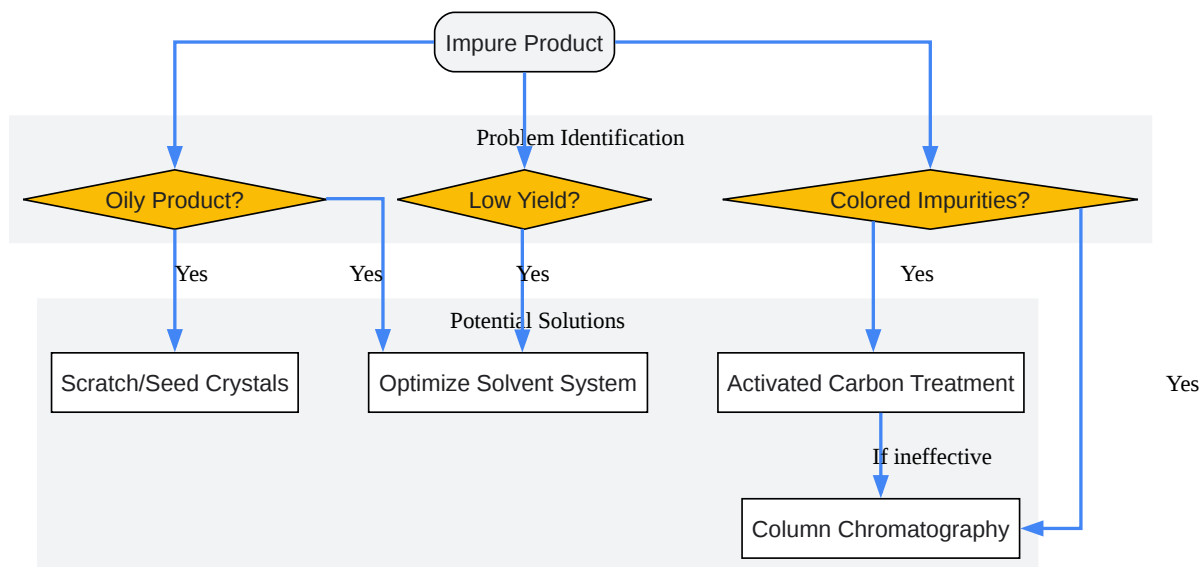 Impure Product
Problem Identification
Oily Product?
Low Yield?
Colored Impurities?
Yes
Yes
Yes
Yes
Potential Solutions
Scratch/Seed Crystals
Optimize Solvent System
Activated Carbon Treatment
Yes
If ineffective
Column Chromatography